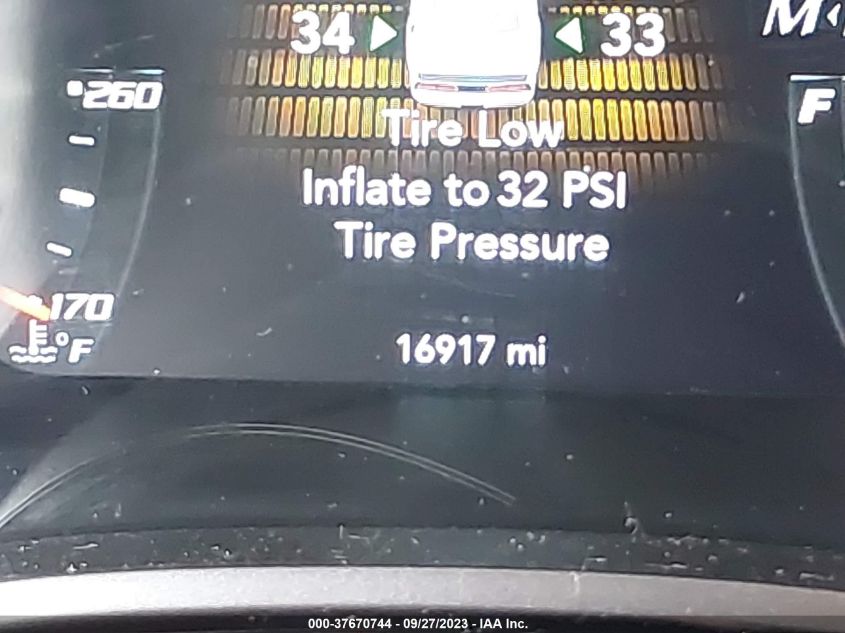 34 33
M
260
F
Tire Low
Inflate to 32 PSI
Tire Pressure
170
°F
16917 mi
000-37670744 - 09/27/2023 - IAA Inc.